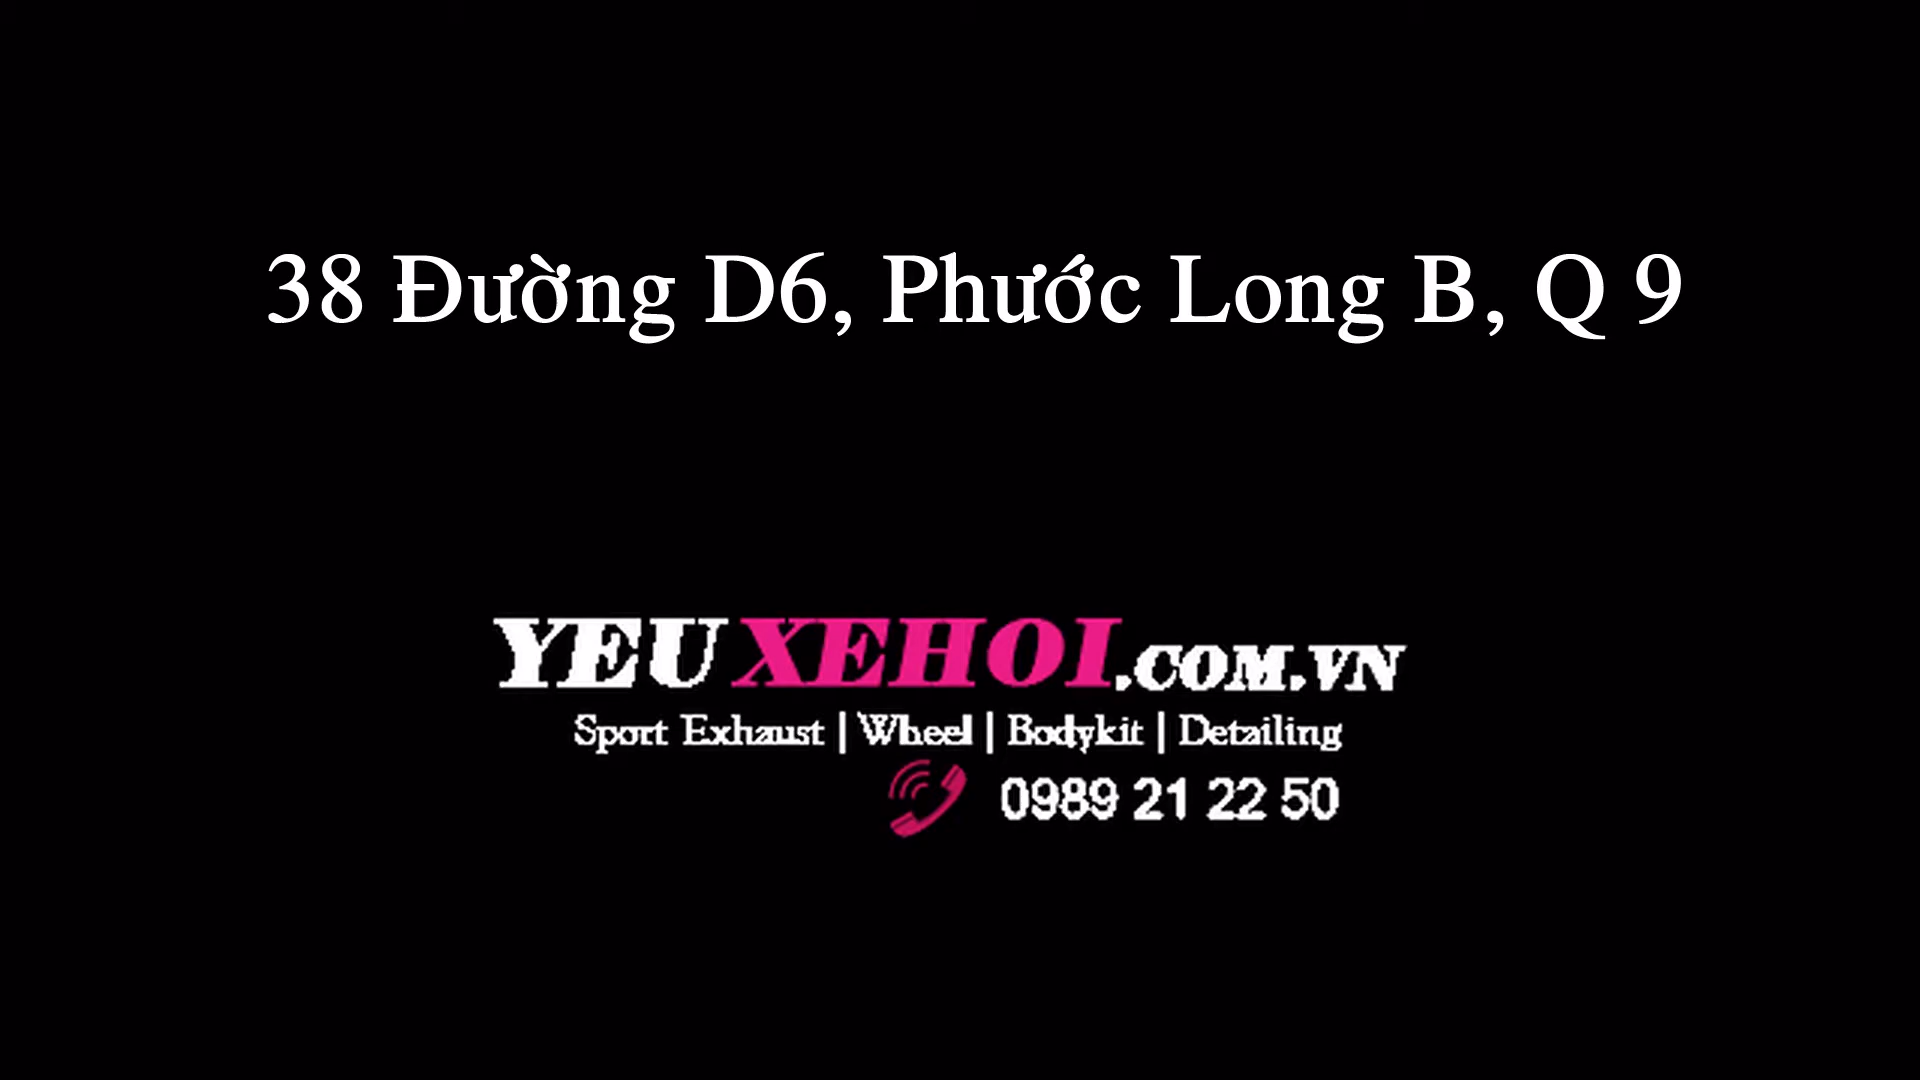 38 Đường D6, Phước Long B, Q 9
YEUXEHOI.COM.VN
Sport Exhaust | Wheel | Bodykit | Detailing
0989 21 22 50